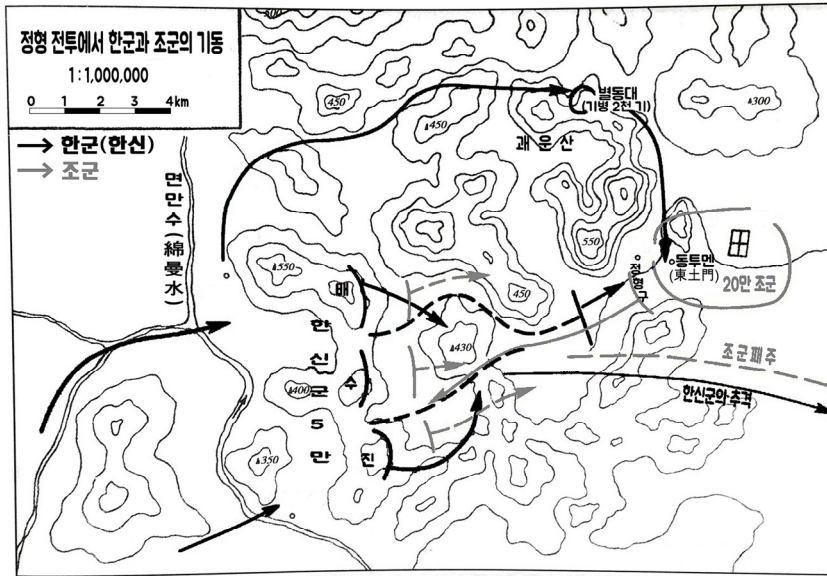 정형 전투에서 한군과 조군의 기동
1:1,000,000
0 1 2 3 4km
한군(한신)
조군
면만수(綿曼水)
450
450
별동대
(기병 2천 기)
300
괘운산
550
550
정형구
동투멘
(東土門)
20만 조군
배
수
진
한신군 5만
450
430
400
350
조군패주
한신군의 추격